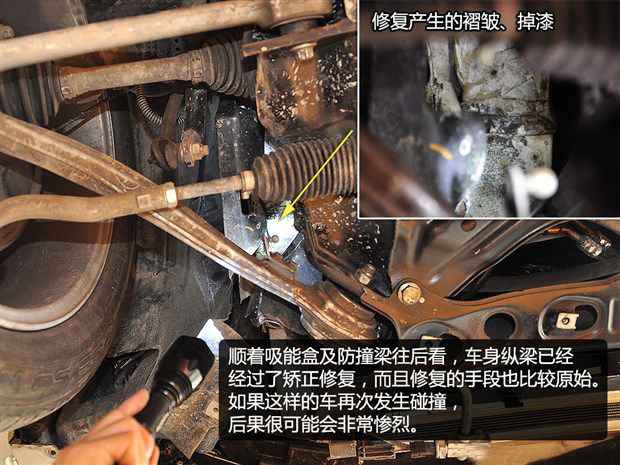 修复产生的褶皱、掉漆
顺着吸能盒及防撞梁往后看，车身纵梁已经
经过了矫正修复，而且修复的手段也比较原始。
如果这样的车再次发生碰撞，
后果很可能会非常惨烈。